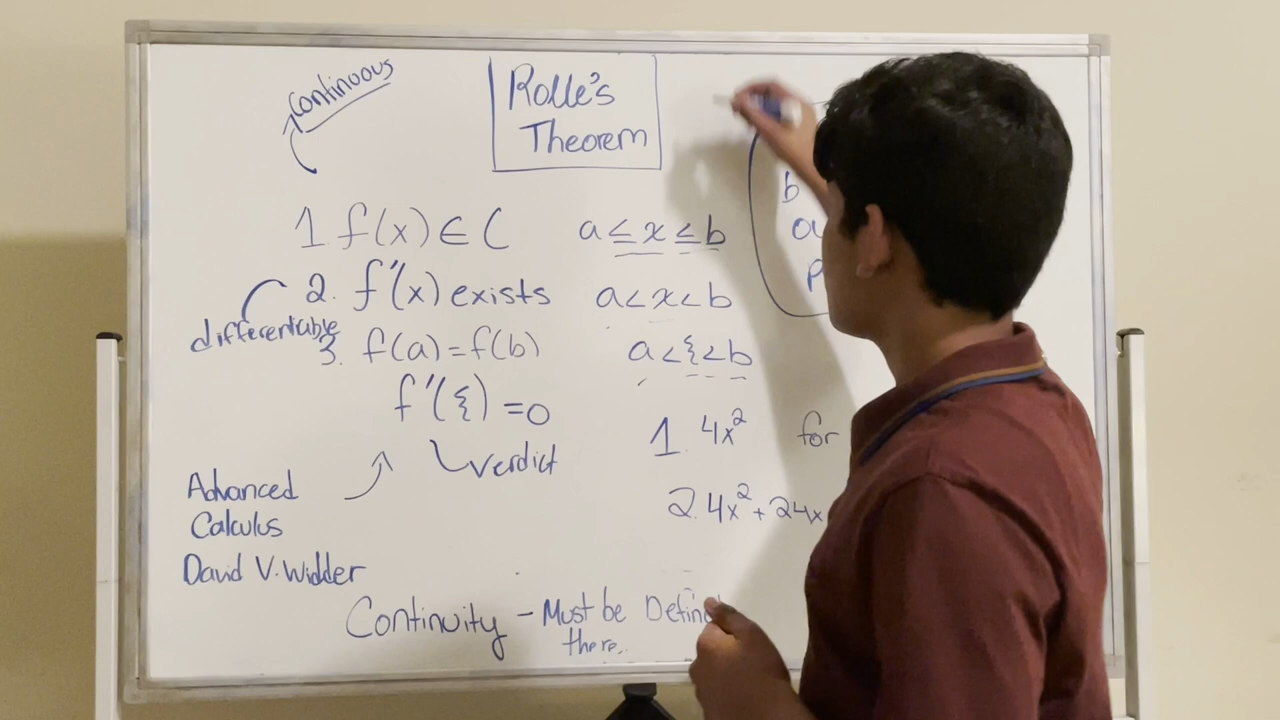 Continuous
Rolle's
Theorem
1. f(x) ∈ C a ≤ x ≤ b
2. f'(x) exists a < x < b
differentiable
3. f(a) = f(b) a < ξ < b
f'(ξ) = 0
verdict
1. 4x² for
2. 4x² + 24x
b
Advanced
Calculus
David V. Widder
Continuity - Must be Defined
there.